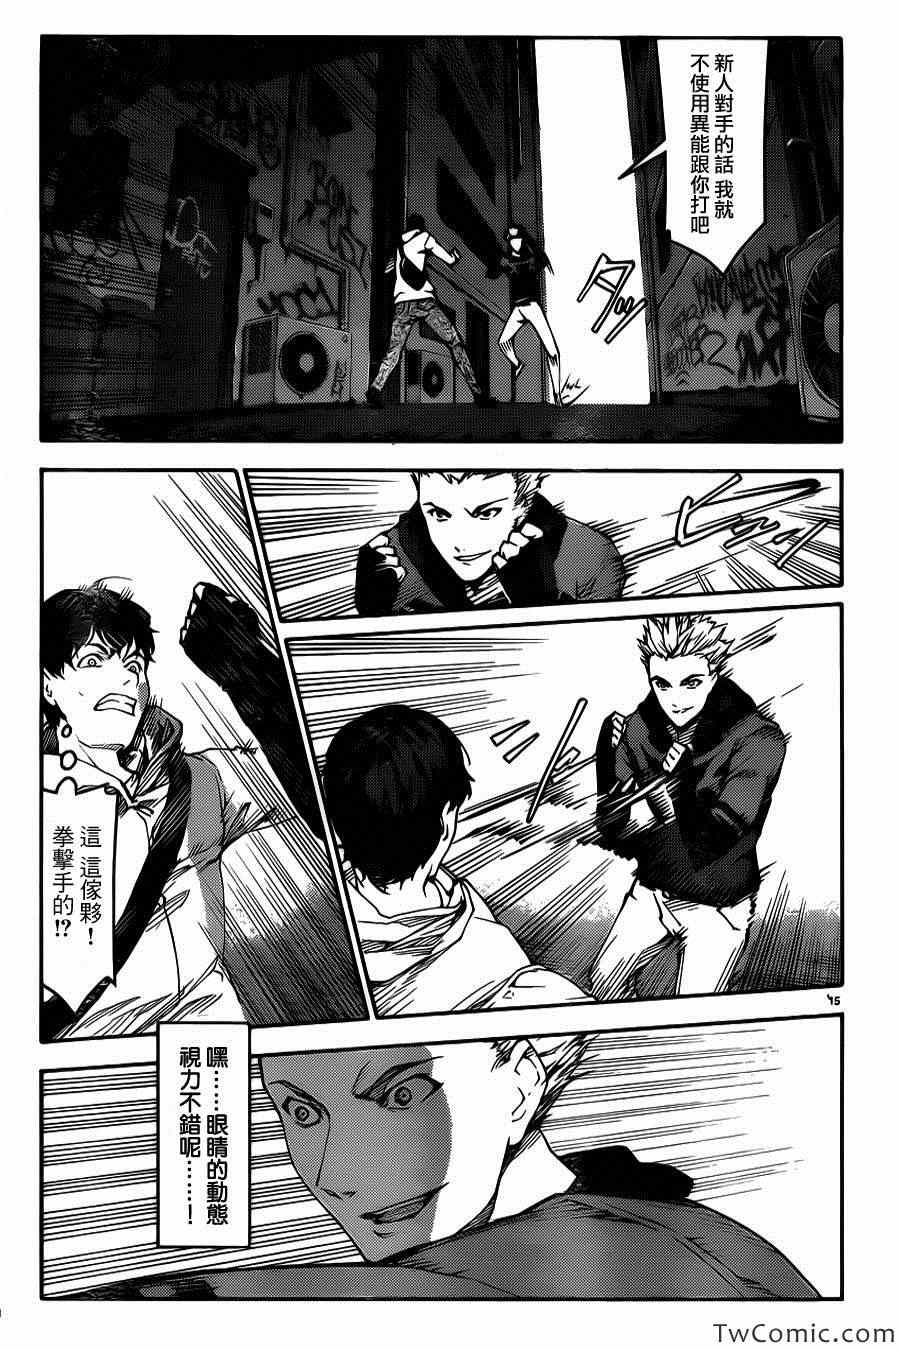 新人對手的話 我就
不使用異能跟你打吧
這 這傢夥！
拳擊手的!?
15
嘿……眼睛的動態
視力不錯呢……！
TwComic.com